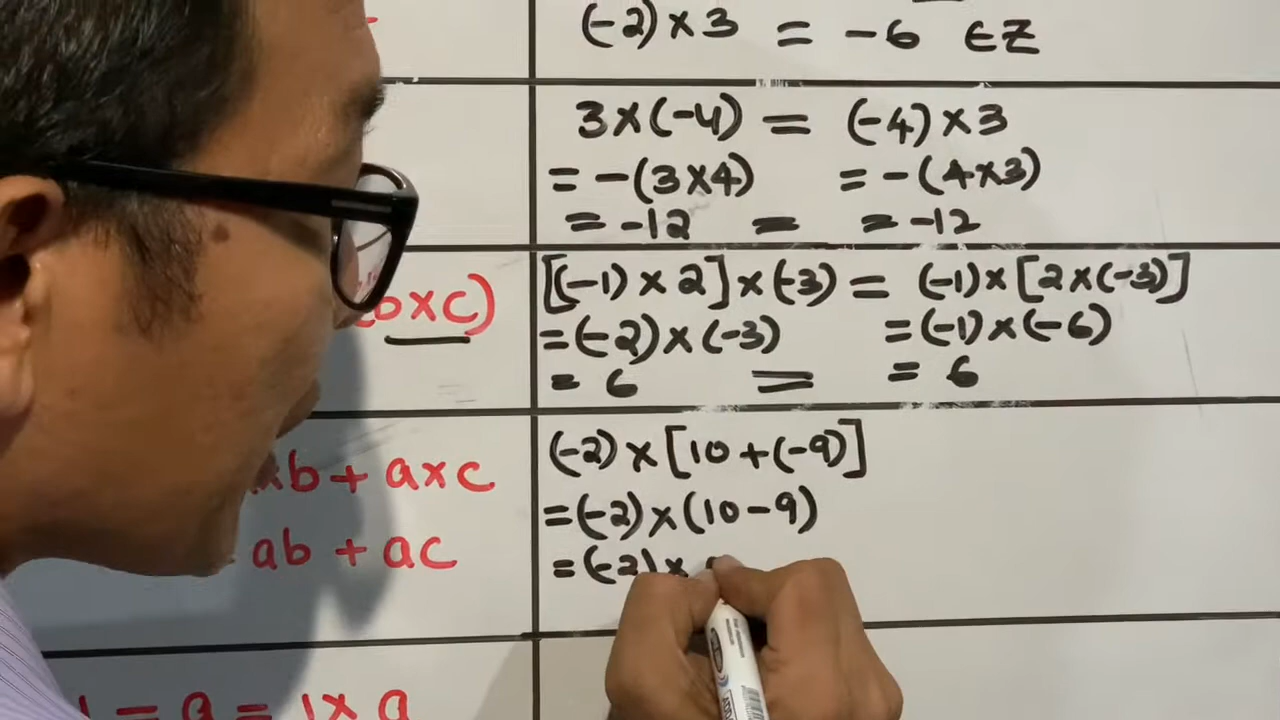 (-2) × 3 = -6 ∈ Z
3 × (-4) = (-4) × 3
= -(3×4) = -(4×3)
= -12 = = -12
b×c) [(-1) × 2] × (-3) = (-1) × [2 × (-3)]
= (-2) × (-3) = (-1) × (-6)
= 6 = = 6
(-2) × [10 + (-9)]
×b + a×c
= (-2) × (10 - 9)
ab + ac
= (-2) ×
= a = 1× a